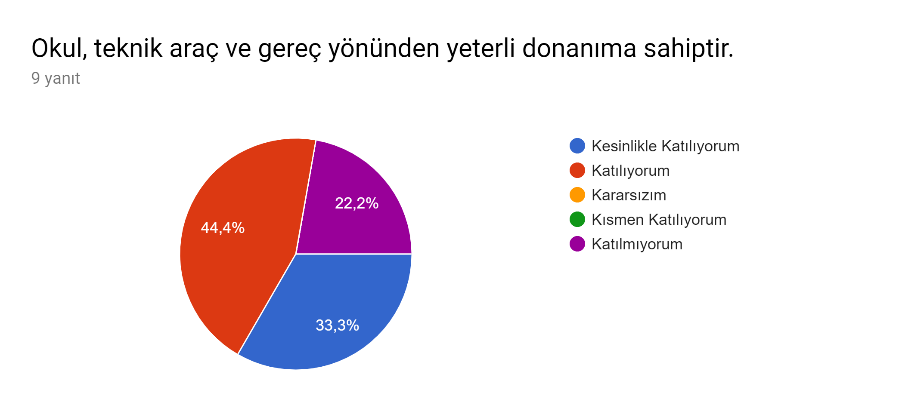 Okul, teknik araç ve gereç yönünden yeterli donanıma sahiptir.
9 yanıt
Kesinlikle Katılıyorum
Katılıyorum
Kararsızım
Kısmen Katılıyorum
Katılmıyorum
22,2%
44,4%
33,3%